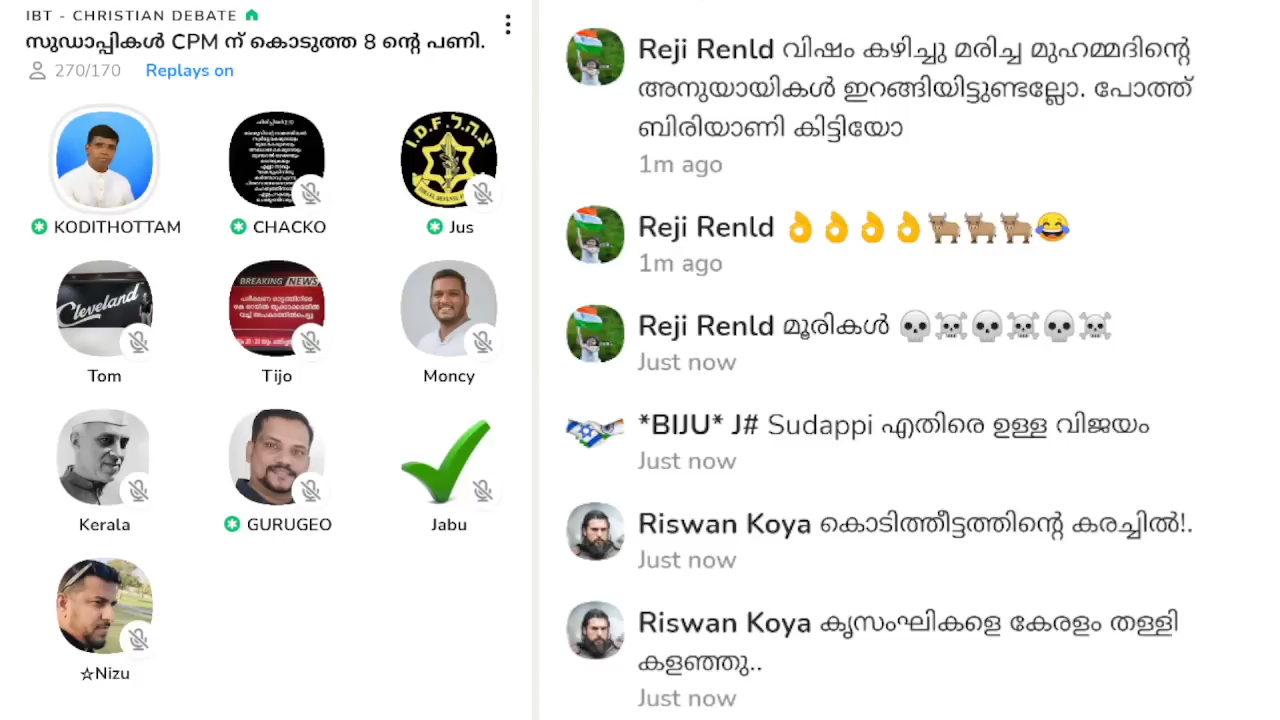 IBT - CHRISTIAN DEBATE
സുഡാപ്പികൾ CPM ന് കൊടുത്ത 8 ന്റെ പണി.
270/170 Replays on
I.D.F. צ.ה.ל.
KODITHOTTAM
CHACKO
Jus
Cleveland
BREAKING NEWS
Tom
Tijo
Moncy
Kerala
GURUGEO
Jabu
☆Nizu
Reji Renld വിഷം കഴിച്ചു മരിച്ച മുഹമ്മദിന്റെ
അനുയായികൾ ഇറങ്ങിയിട്ടുണ്ടല്ലോ. പോത്ത്
ബിരിയാണി കിട്ടിയോ
1m ago
Reji Renld 👌👌👌👌🐂🐂🐂😂
1m ago
Reji Renld മൂരികൾ 💀☠️💀☠️💀☠️
Just now
*BIJU* J# Sudappi എതിരെ ഉള്ള വിജയം
Just now
Riswan Koya കൊടിത്തീട്ടത്തിന്റെ കരച്ചിൽ!.
Just now
Riswan Koya കൃസംഘികളെ കേരളം തള്ളി
കളഞ്ഞു..
Just now